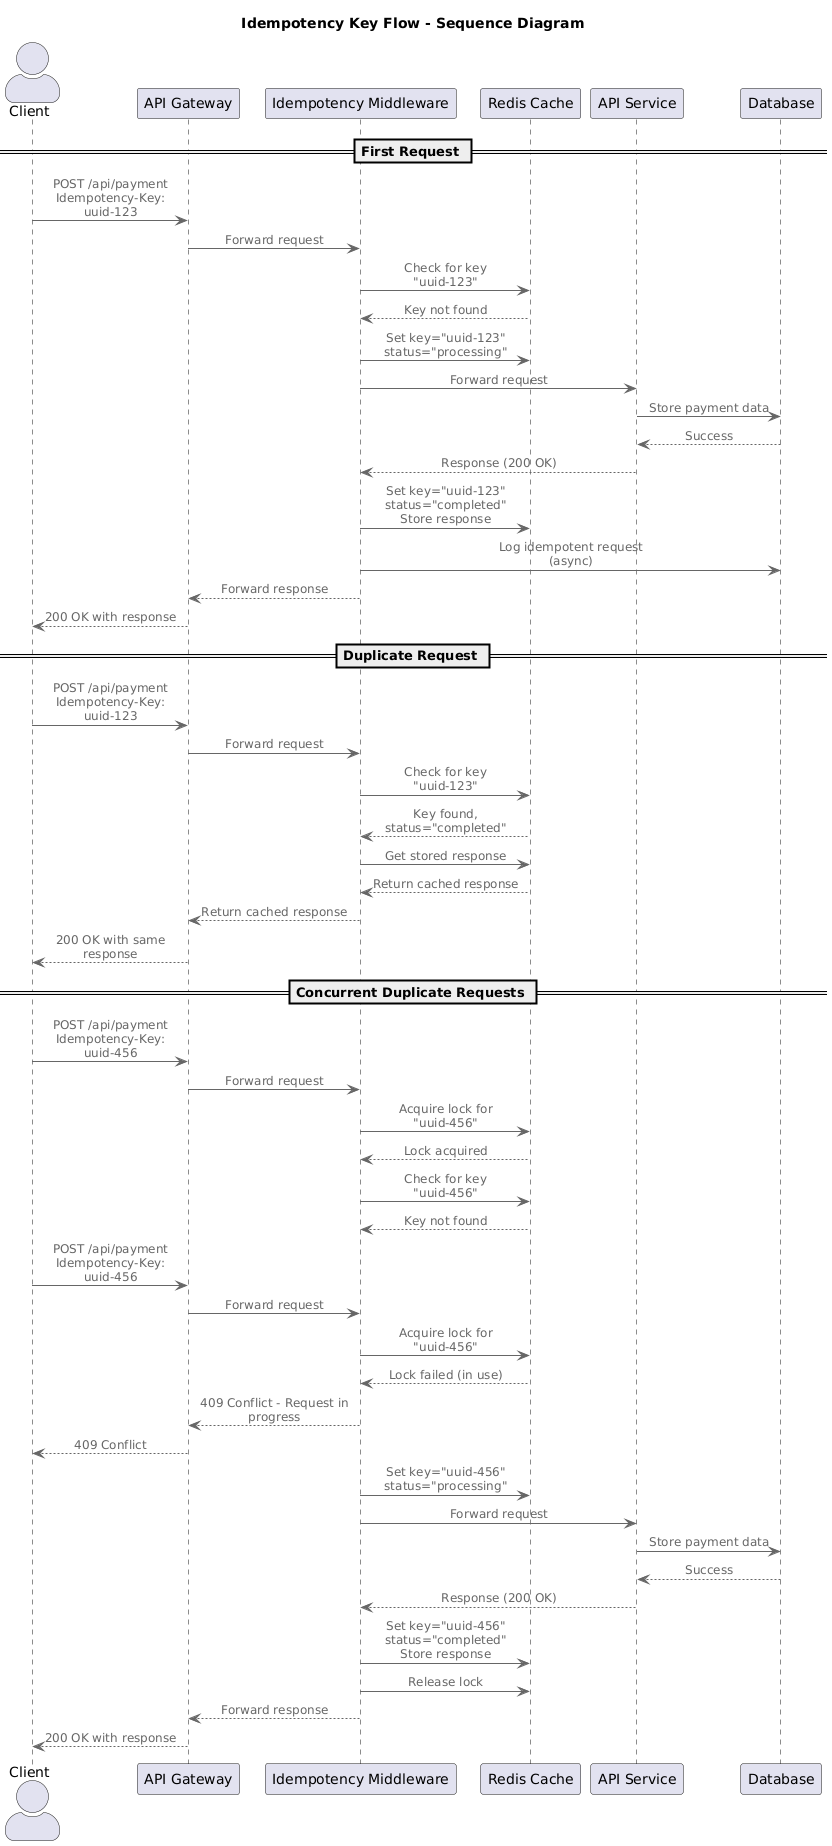 Idempotency Key Flow - Sequence Diagram
Client
API Gateway
Idempotency Middleware
Redis Cache
API Service
Database
First Request
POST /api/payment
Idempotency-Key:
uuid-123
Forward request
Check for key
"uuid-123"
Key not found
Set key="uuid-123"
status="processing"
Forward request
Store payment data
Success
Response (200 OK)
Set key="uuid-123"
status="completed"
Store response
Log idempotent request
(async)
Forward response
200 OK with response
Duplicate Request
POST /api/payment
Idempotency-Key:
uuid-123
Forward request
Check for key
"uuid-123"
Key found,
status="completed"
Get stored response
Return cached response
Return cached response
200 OK with same
response
Concurrent Duplicate Requests
POST /api/payment
Idempotency-Key:
uuid-456
Forward request
Acquire lock for
"uuid-456"
Lock acquired
Check for key
"uuid-456"
Key not found
POST /api/payment
Idempotency-Key:
uuid-456
Forward request
Acquire lock for
"uuid-456"
Lock failed (in use)
409 Conflict - Request in
progress
409 Conflict
Set key="uuid-456"
status="processing"
Forward request
Store payment data
Success
Response (200 OK)
Set key="uuid-456"
status="completed"
Store response
Release lock
Forward response
200 OK with response
Client
API Gateway
Idempotency Middleware
Redis Cache
API Service
Database